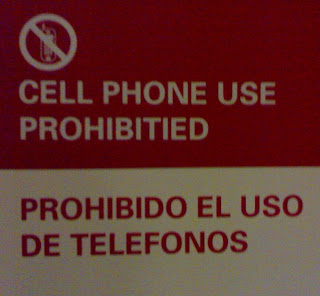 CELL PHONE USE
PROHIBITIED
PROHIBIDO EL USO
DE TELEFONOS